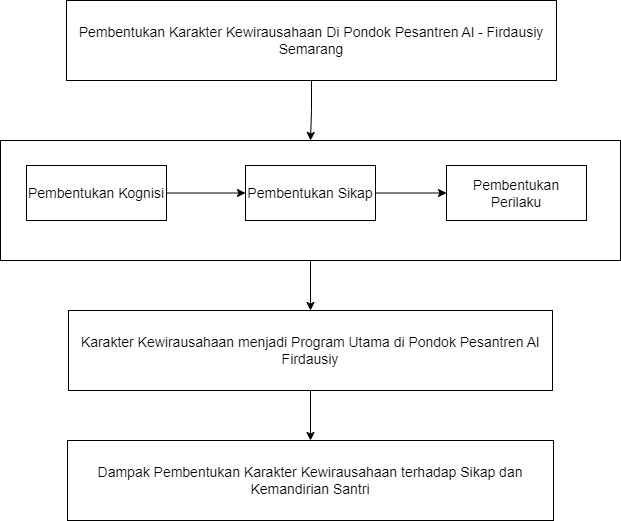 Pembentukan Karakter Kewirausahaan Di Pondok Pesantren Al - Firdausiy
Semarang
Pembentukan Kognisi
Pembentukan Sikap
Pembentukan
Perilaku
Karakter Kewirausahaan menjadi Program Utama di Pondok Pesantren Al
Firdausiy
Dampak Pembentukan Karakter Kewirausahaan terhadap Sikap dan
Kemandirian Santri